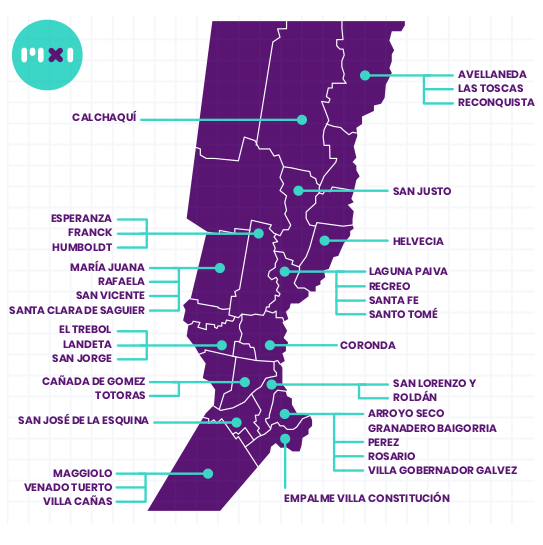 MXI
AVELLANEDA
LAS TOSCAS
RECONQUISTA
CALCHAQUÍ
SAN JUSTO
ESPERANZA
FRANCK
HUMBOLDT
HELVECIA
MARÍA JUANA
RAFAELA
SAN VICENTE
SANTA CLARA DE SAGUIER
LAGUNA PAIVA
RECREO
SANTA FE
SANTO TOMÉ
EL TREBOL
LANDETA
SAN JORGE
CORONDA
CAÑADA DE GOMEZ
TOTORAS
SAN LORENZO Y
ROLDÁN
SAN JOSÉ DE LA ESQUINA
ARROYO SECO
GRANADERO BAIGORRIA
PEREZ
ROSARIO
VILLA GOBERNADOR GALVEZ
MAGGIOLO
VENADO TUERTO
VILLA CAÑAS
EMPALME VILLA CONSTITUCIÓN